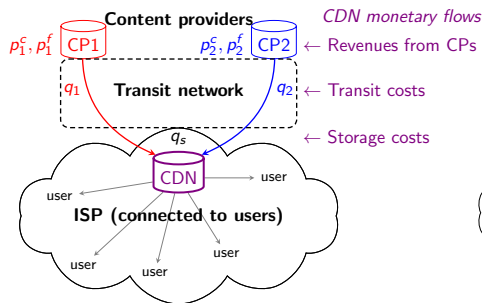 Content providers
CDN monetary flows
p_1^c, p_1^f CP1
p_2^c, p_2^f CP2
← Revenues from CPs
q_1 Transit network q_2
← Transit costs
q_s
← Storage costs
CDN
user
user
ISP (connected to users)
user
user
user